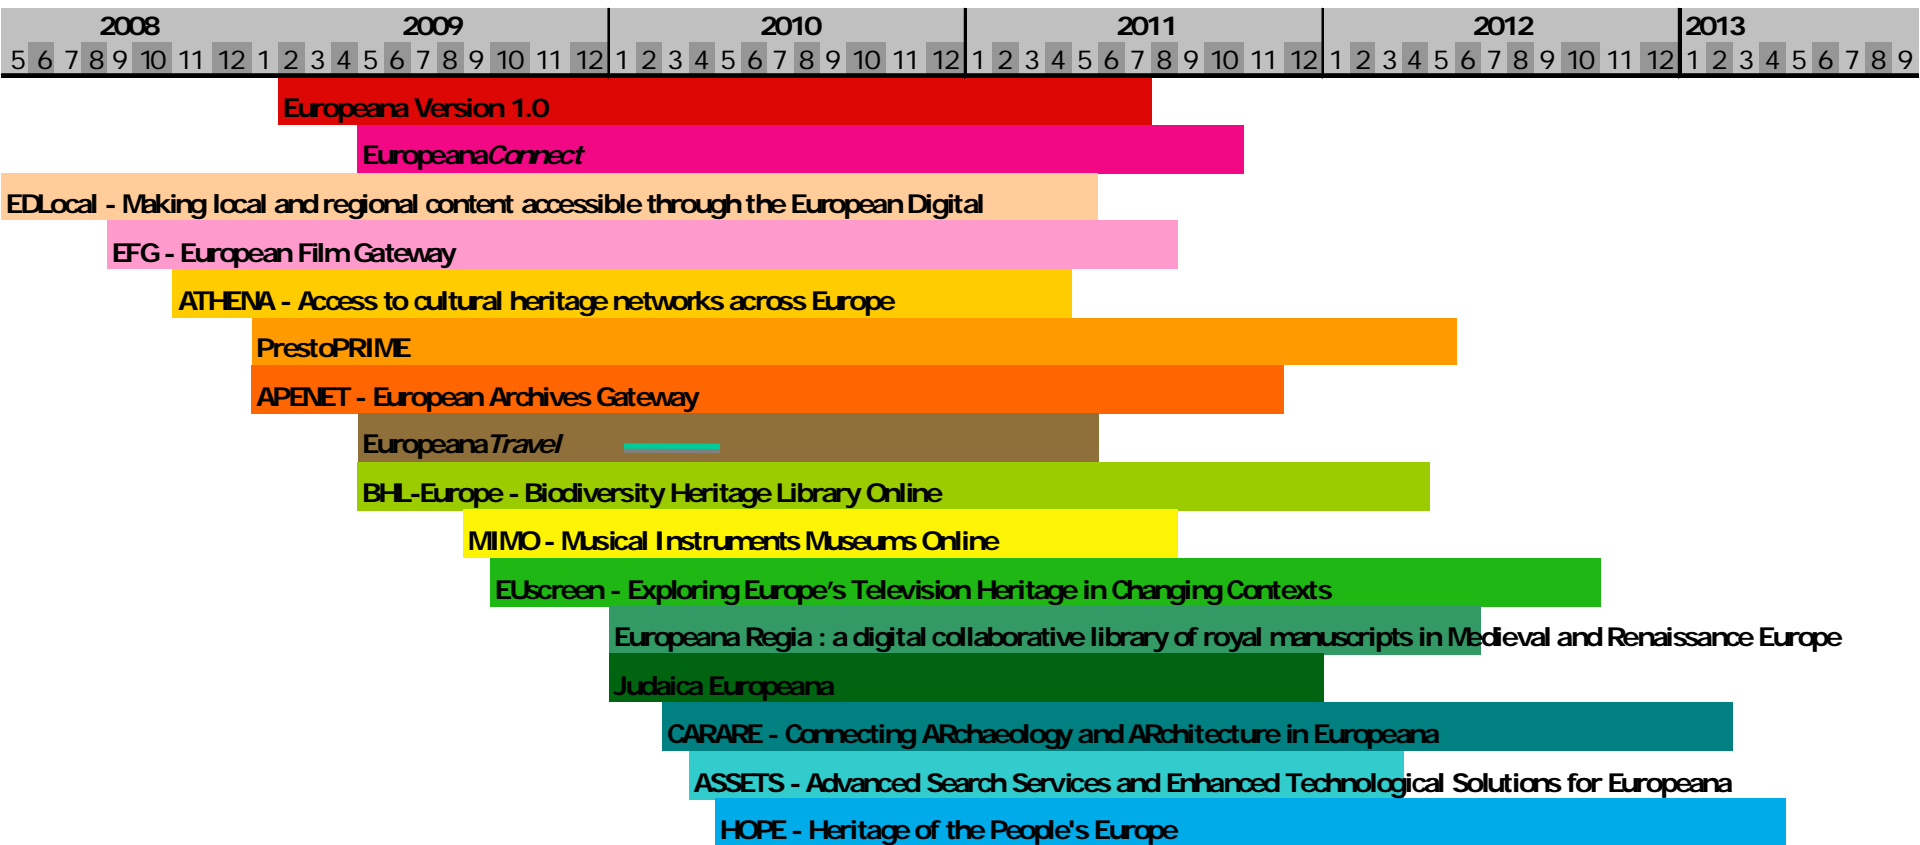 2008 2009 2010 2011 2012 2013
5 6 7 8 9 10 11 12 1 2 3 4 5 6 7 8 9 10 11 12 1 2 3 4 5 6 7 8 9 10 11 12 1 2 3 4 5 6 7 8 9 10 11 12 1 2 3 4 5 6 7 8 9 10 11 12 1 2 3 4 5 6 7 8 9
Europeana Version 1.0
EuropeanaConnect
EDLocal - Making local and regional content accessible through the European Digital
EFG - European Film Gateway
ATHENA - Access to cultural heritage networks across Europe
PrestoPRIME
APENET - European Archives Gateway
EuropeanaTravel
BHL-Europe - Biodiversity Heritage Library Online
MIMO - Musical Instruments Museums Online
EUscreen - Exploring Europe’s Television Heritage in Changing Contexts
Europeana Regia : a digital collaborative library of royal manuscripts in Medieval and Renaissance Europe
Judaica Europeana
CARARE - Connecting ARchaeology and ARchitecture in Europeana
ASSETS - Advanced Search Services and Enhanced Technological Solutions for Europeana
HOPE - Heritage of the People's Europe